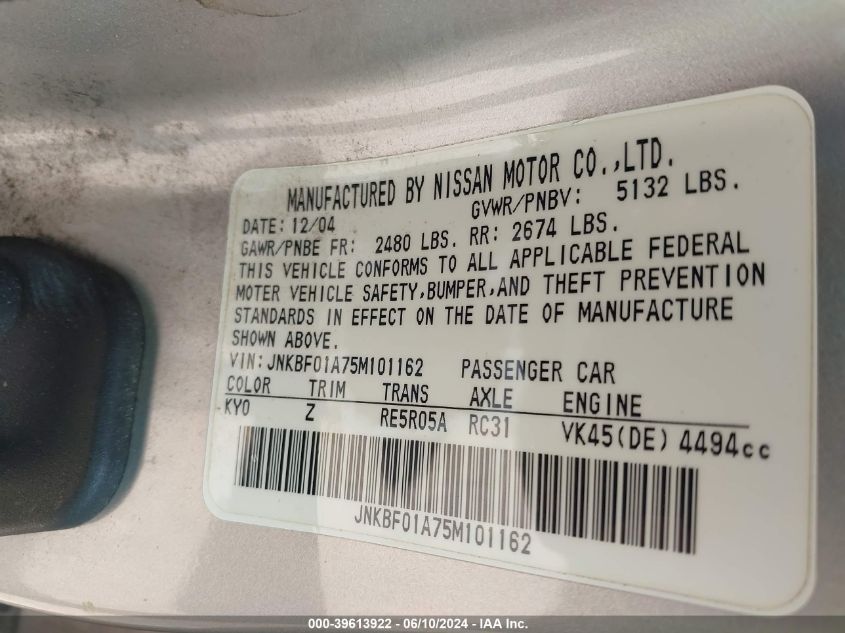 MANUFACTURED BY NISSAN MOTOR CO.,LTD.
DATE: 12/04 GVWR/PNBV: 5132 LBS.
GAWR/PNBE FR: 2480 LBS. RR: 2674 LBS.
THIS VEHICLE CONFORMS TO ALL APPLICABLE FEDERAL
MOTER VEHICLE SAFETY,BUMPER,AND THEFT PREVENTION
STANDARDS IN EFFECT ON THE DATE OF MANUFACTURE
SHOWN ABOVE.
VIN: JNKBF01A75M101162 PASSENGER CAR
COLOR TRIM TRANS AXLE ENGINE
KY0 Z RE5R05A RC31 VK45(DE) 4494cc
JNKBF01A75M101162
000-39613922 - 06/10/2024 - IAA Inc.